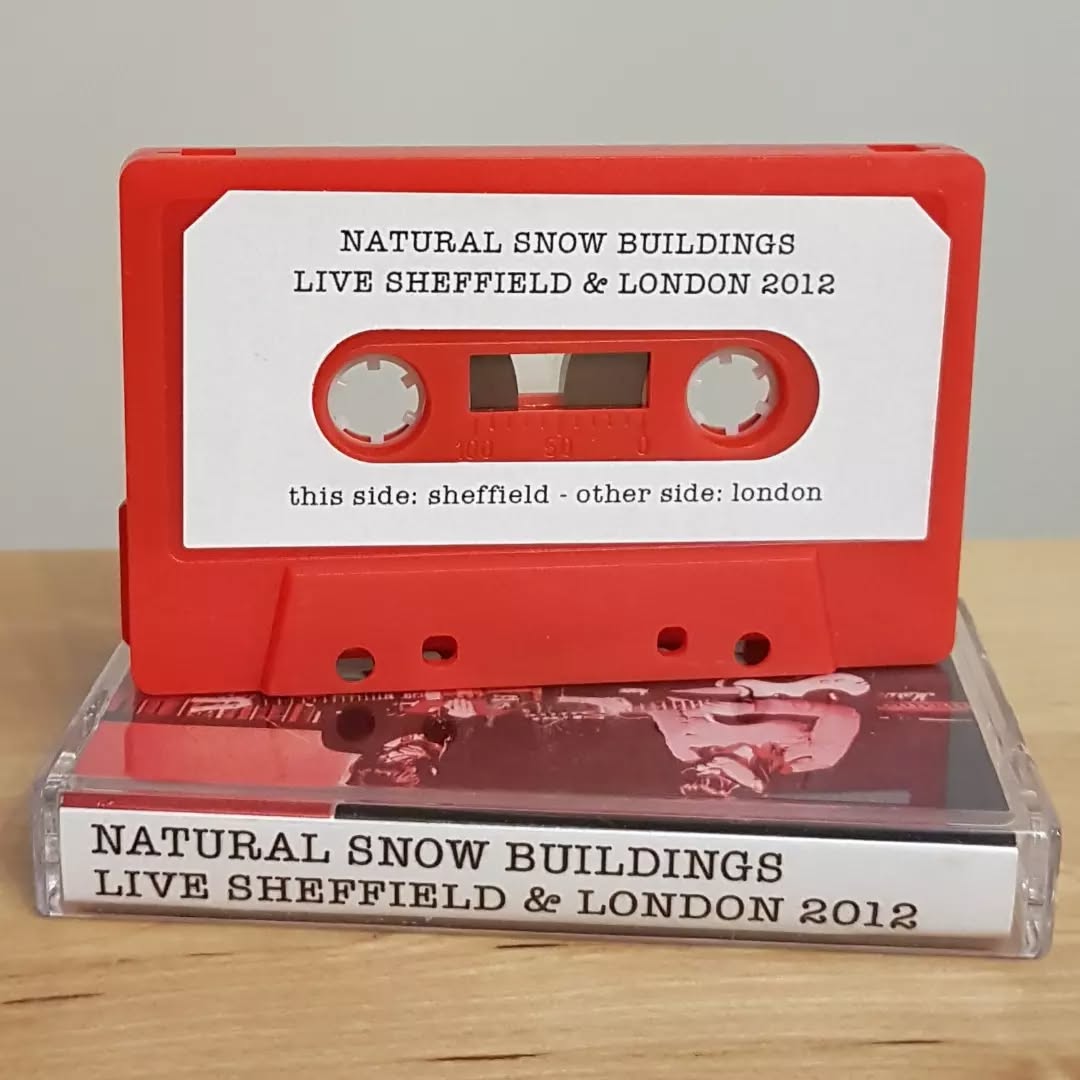 NATURAL SNOW BUILDINGS
LIVE SHEFFIELD & LONDON 2012
100 50 0
this side: sheffield - other side: london
NATURAL SNOW BUILDINGS
LIVE SHEFFIELD & LONDON 2012